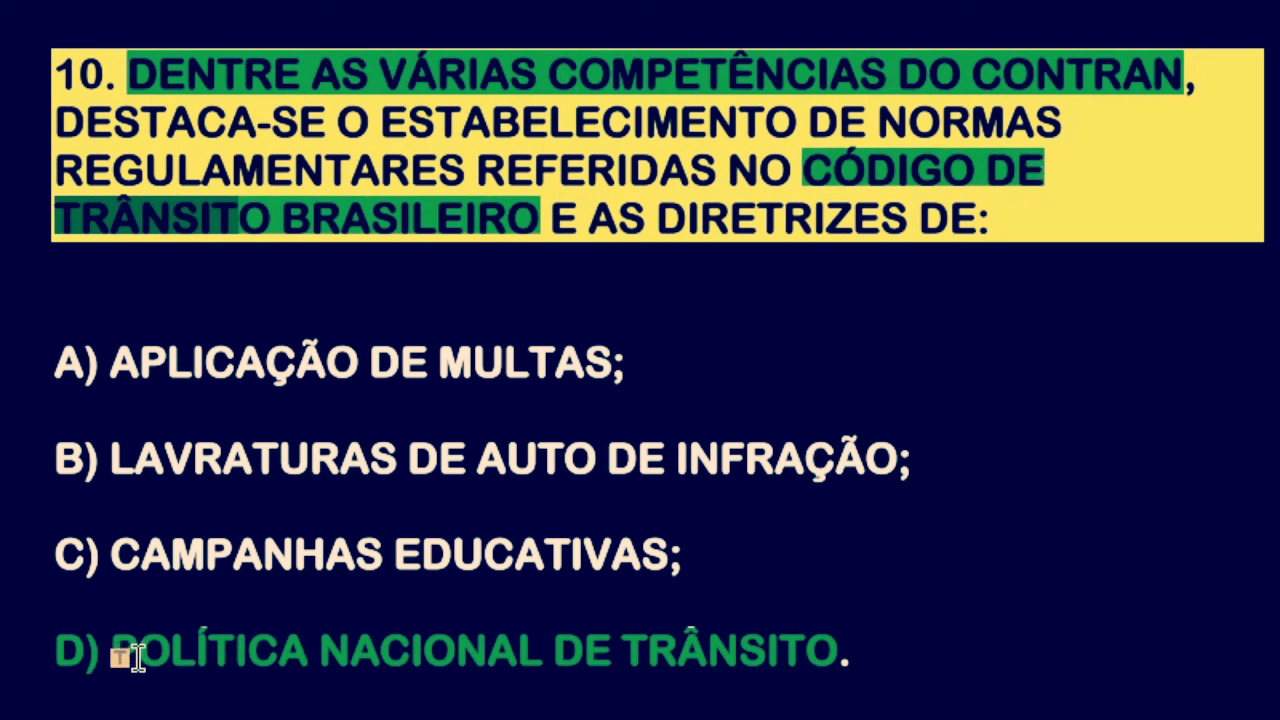 10. DENTRE AS VÁRIAS COMPETÊNCIAS DO CONTRAN,
DESTACA-SE O ESTABELECIMENTO DE NORMAS
REGULAMENTARES REFERIDAS NO CÓDIGO DE
TRÂNSITO BRASILEIRO E AS DIRETRIZES DE:
A) APLICAÇÃO DE MULTAS;
B) LAVRATURAS DE AUTO DE INFRAÇÃO;
C) CAMPANHAS EDUCATIVAS;
D) POLÍTICA NACIONAL DE TRÂNSITO.